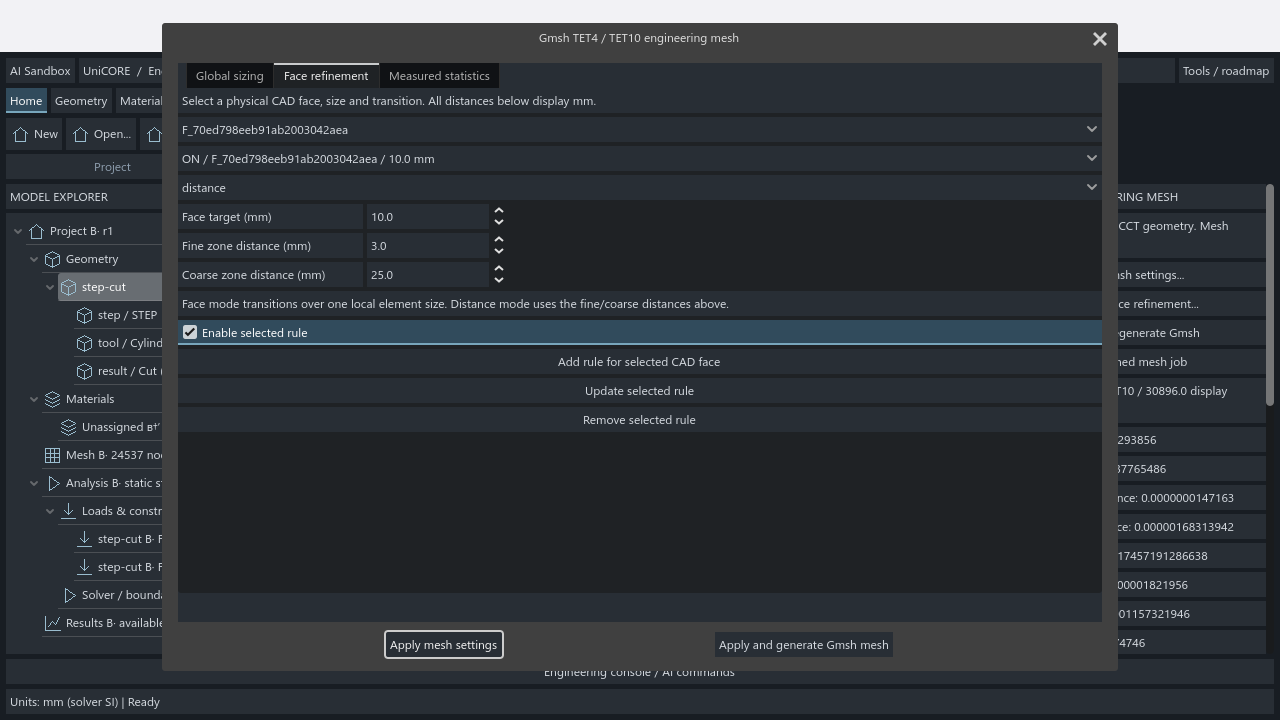 Gmsh TET4 / TET10 engineering mesh
AI Sandbox
UniCORE / En
Tools / roadmap
Global sizing
Face refinement
Measured statistics
Home
Geometry
Material
Select a physical CAD face, size and transition. All distances below display mm.
New
Open...
F_70ed798eeb91ab2003042aea
Project
ON / F_70ed798eeb91ab2003042aea / 10.0 mm
MODEL EXPLORER
distance
RING MESH
Face target (mm)
10.0
Project В· r1
CCT geometry. Mesh
Fine zone distance (mm)
3.0
Geometry
Coarse zone distance (mm)
25.0
sh settings...
step-cut
Face mode transitions over one local element size. Distance mode uses the fine/coarse distances above.
ce refinement...
step / STEP
Enable selected rule
generate Gmsh
tool / Cylind
Add rule for selected CAD face
ned mesh job
result / Cut (
Update selected rule
T10 / 30896.0 display
Materials
Remove selected rule
Unassigned
293856
Mesh В· 24537 no
37765486
Analysis В· static s
nce: 0.0000000147163
Loads & constr
ce: 0.00000168313942
step-cut В· F
17457191286638
step-cut В· F
00001821956
Solver / bounda
01157321946
Results В· available
74746
Apply mesh settings
Apply and generate Gmsh mesh
Engineering console / AI commands
Units: mm (solver SI) | Ready